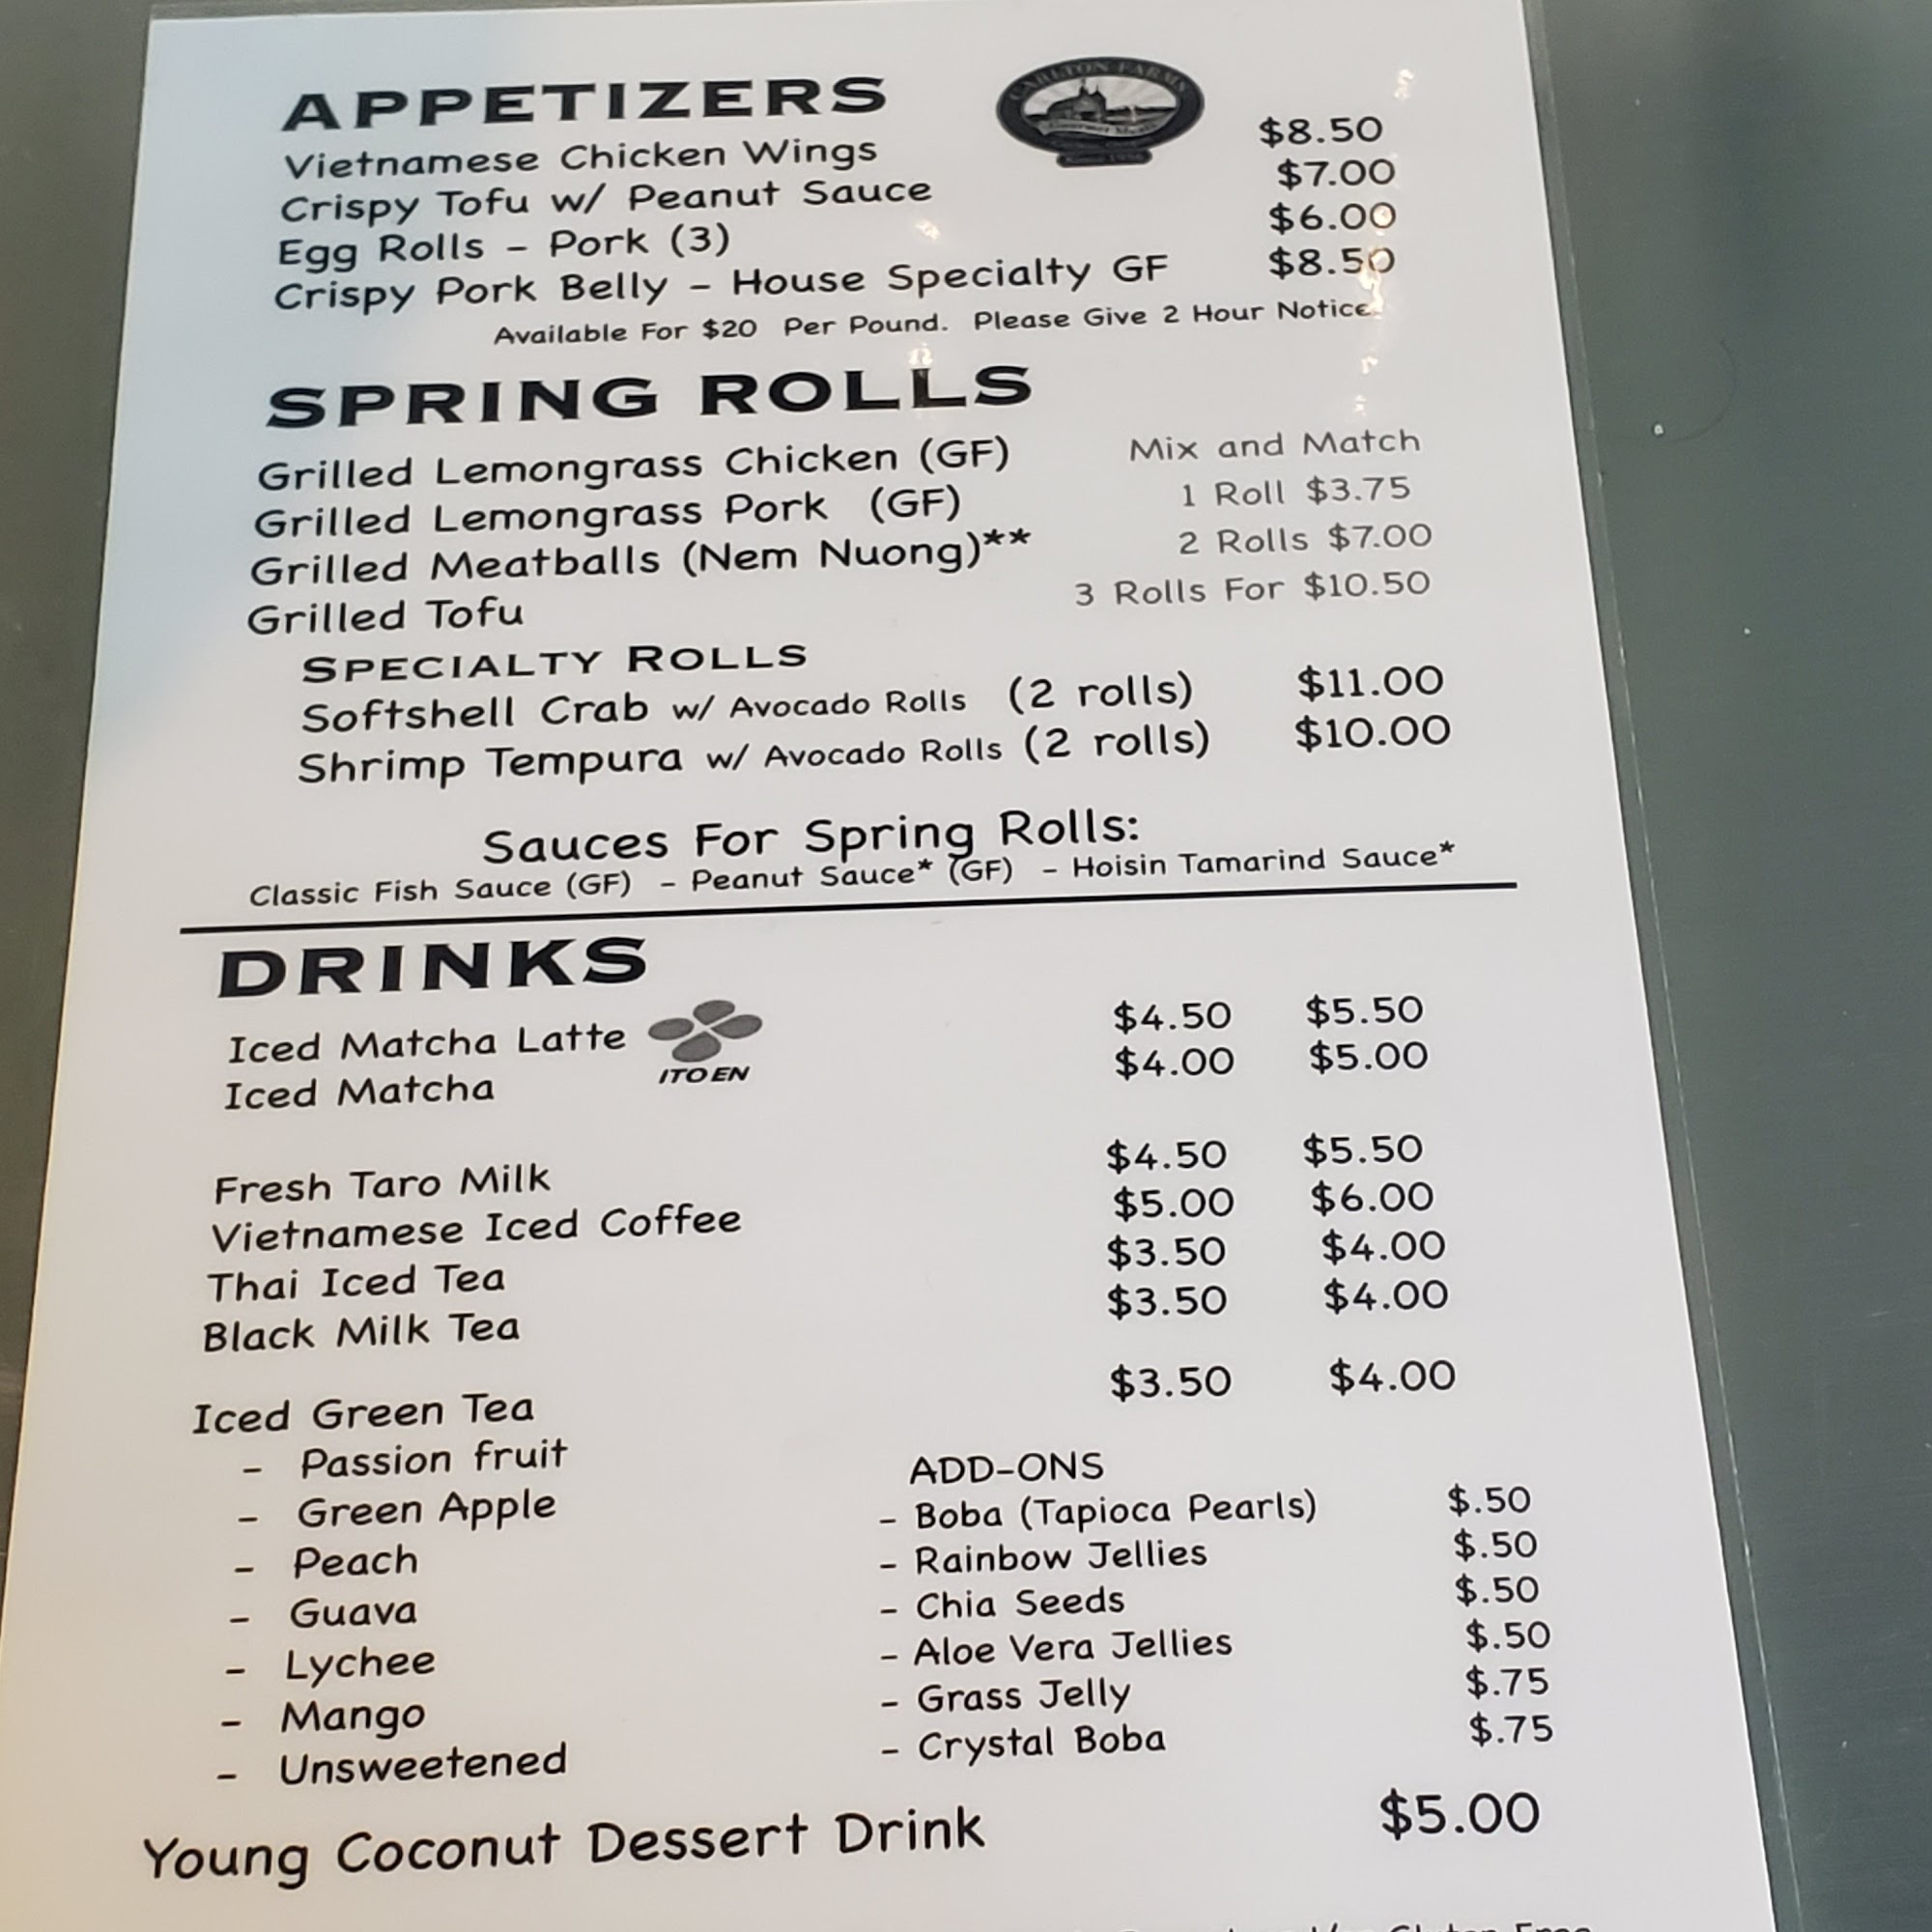 APPETIZERS
CARLTON FARMS
Vietnamese Chicken Wings $8.50
Crispy Tofu w/ Peanut Sauce $7.00
Egg Rolls - Pork (3) $6.00
Crispy Pork Belly - House Specialty GF $8.50
Available For $20 Per Pound. Please Give 2 Hour Notice
SPRING ROLLS
Grilled Lemongrass Chicken (GF)
Grilled Lemongrass Pork (GF)
Grilled Meatballs (Nem Nuong)**
Grilled Tofu
Mix and Match
1 Roll $3.75
2 Rolls $7.00
3 Rolls For $10.50
SPECIALTY ROLLS
Softshell Crab w/ Avocado Rolls (2 rolls) $11.00
Shrimp Tempura w/ Avocado Rolls (2 rolls) $10.00
Sauces For Spring Rolls:
Classic Fish Sauce (GF) - Peanut Sauce* (GF) - Hoisin Tamarind Sauce*
DRINKS
Iced Matcha Latte $4.50 $5.50
ITO EN
Iced Matcha $4.00 $5.00
Fresh Taro Milk $4.50 $5.50
Vietnamese Iced Coffee $5.00 $6.00
Thai Iced Tea $3.50 $4.00
Black Milk Tea $3.50 $4.00
Iced Green Tea $3.50 $4.00
- Passion fruit
- Green Apple
- Peach
- Guava
- Lychee
- Mango
- Unsweetened
ADD-ONS
- Boba (Tapioca Pearls) $.50
- Rainbow Jellies $.50
- Chia Seeds $.50
- Aloe Vera Jellies $.50
- Grass Jelly $.75
- Crystal Boba $.75
Young Coconut Dessert Drink $5.00